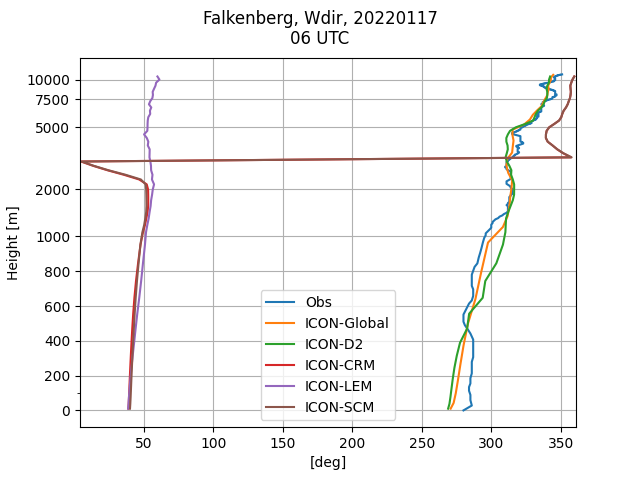 Falkenberg, Wdir, 20220117
06 UTC
10000
7500
5000
2000
1000
800
600
400
200
0
Height [m]
Obs
ICON-Global
ICON-D2
ICON-CRM
ICON-LEM
ICON-SCM
50
100
150
200
250
300
350
[deg]